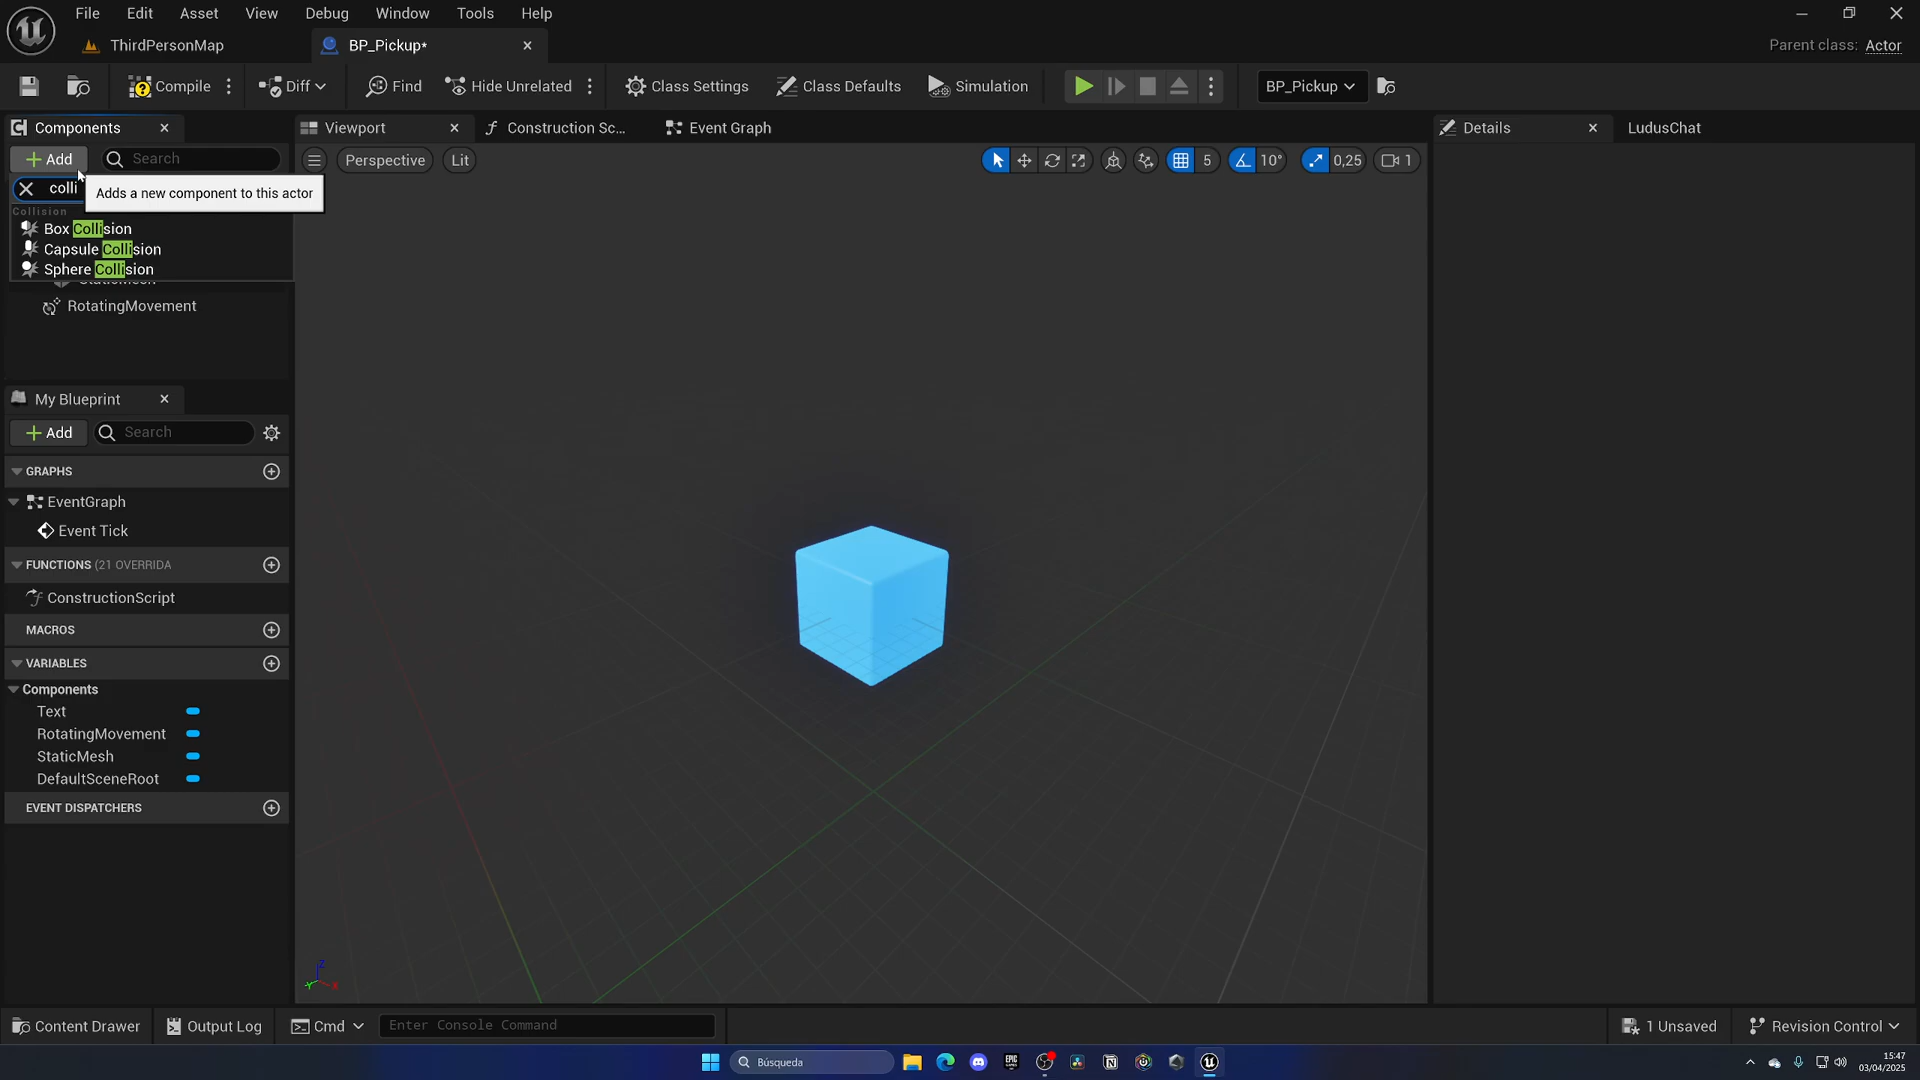 File Edit Asset View Debug Window Tools Help
ThirdPersonMap
BP_Pickup*
Parent class: Actor
Compile
Diff
Find
Hide Unrelated
Class Settings
Class Defaults
Simulation
BP_Pickup
Components
Viewport
Construction Sc...
Event Graph
Details
LudusChat
+ Add
Search
Perspective
Lit
5
10°
0,25
1
colli
Adds a new component to this actor
Collision
Box Collision
Capsule Collision
Sphere Collision
StaticMesh
RotatingMovement
My Blueprint
+ Add
Search
GRAPHS
EventGraph
Event Tick
FUNCTIONS (21 OVERRIDA
ConstructionScript
MACROS
VARIABLES
Components
Text
RotatingMovement
StaticMesh
DefaultSceneRoot
EVENT DISPATCHERS
Z
Y
X
Content Drawer
Output Log
Cmd
Enter Console Command
1 Unsaved
Revision Control
Búsqueda
EPIC GAMES
15:47
03/04/2025